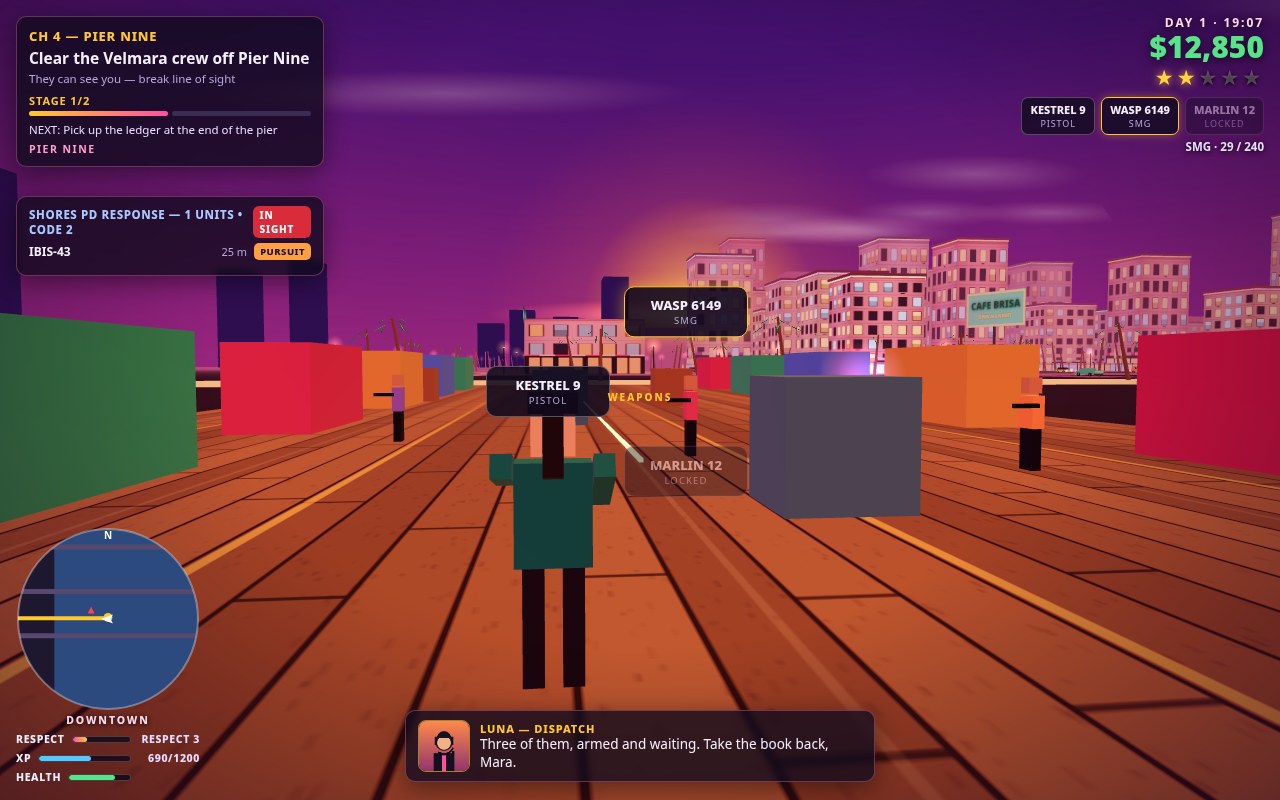 CH 4 — PIER NINE
Clear the Velmara crew off Pier Nine
They can see you — break line of sight
STAGE 1/2
NEXT: Pick up the ledger at the end of the pier
PIER NINE
SHORES PD RESPONSE — 1 UNITS •
CODE 2
IN
SIGHT
IBIS-43
25 m
PURSUIT
DAY 1 · 19:07
$12,850
KESTREL 9
PISTOL
WASP 6149
SMG
MARLIN 12
LOCKED
SMG · 29 / 240
WASP 6149
SMG
CAFE BRISA
KESTREL 9
PISTOL
WEAPONS
MARLIN 12
LOCKED
N
DOWNTOWN
RESPECT
RESPECT 3
XP
690/1200
HEALTH
LUNA — DISPATCH
Three of them, armed and waiting. Take the book back,
Mara.